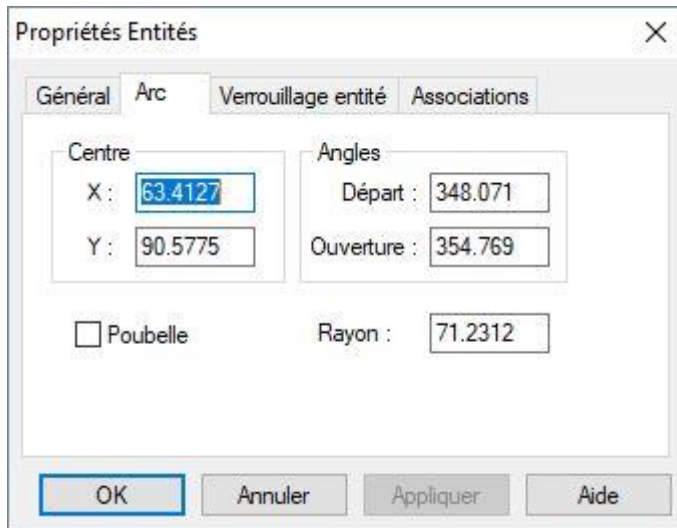 Propriétés Entités
Général Arc Verrouillage entité Associations
Centre Angles
X : 63.4127 Départ : 348.071
Y : 90.5775 Ouverture : 354.769
Poubelle Rayon : 71.2312
OK Annuler Appliquer Aide